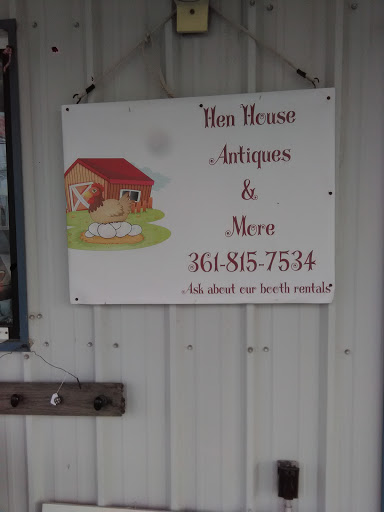 Hen House
Antiques
&
More
361-815-7534
Ask about our booth rentals